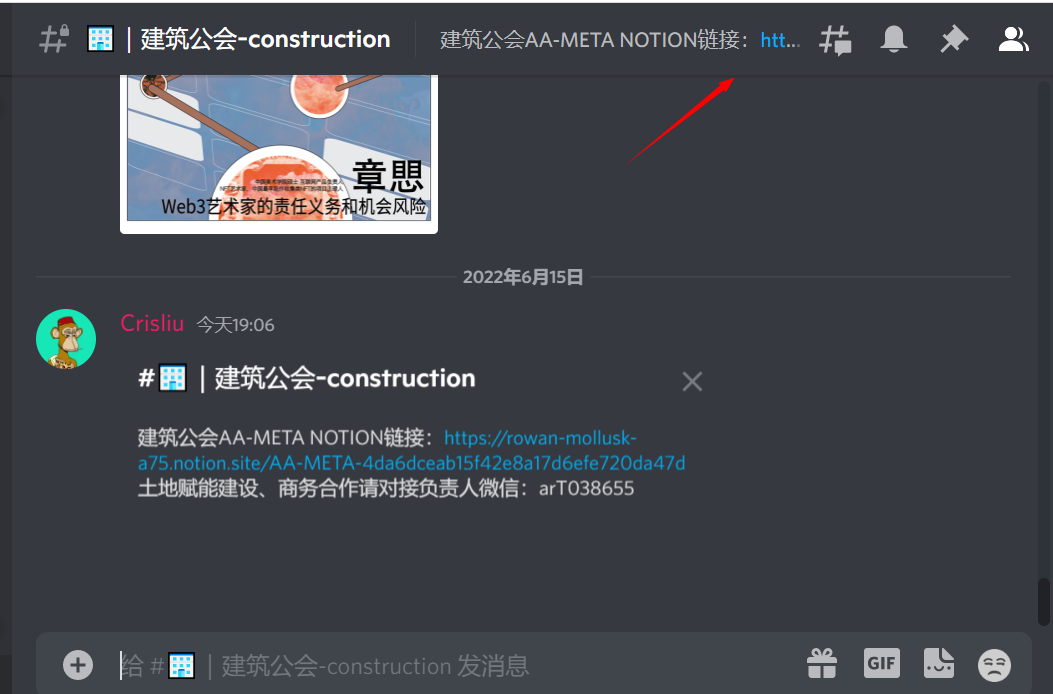 建筑公会-construction
建筑公会AA-META NOTION链接：htt...
章思
Web3艺术家的责任义务和机会风险
2022年6月15日
Crisliu 今天19:06
#🏢｜建筑公会-construction
建筑公会AA-META NOTION链接：https://rowan-mollusk-
a75.notion.site/AA-META-4da6dceab15f42e8a17d6efe720da47d
土地赋能建设、商务合作请对接负责人微信：arT038655
给 #🏢｜建筑公会-construction 发消息
GIF